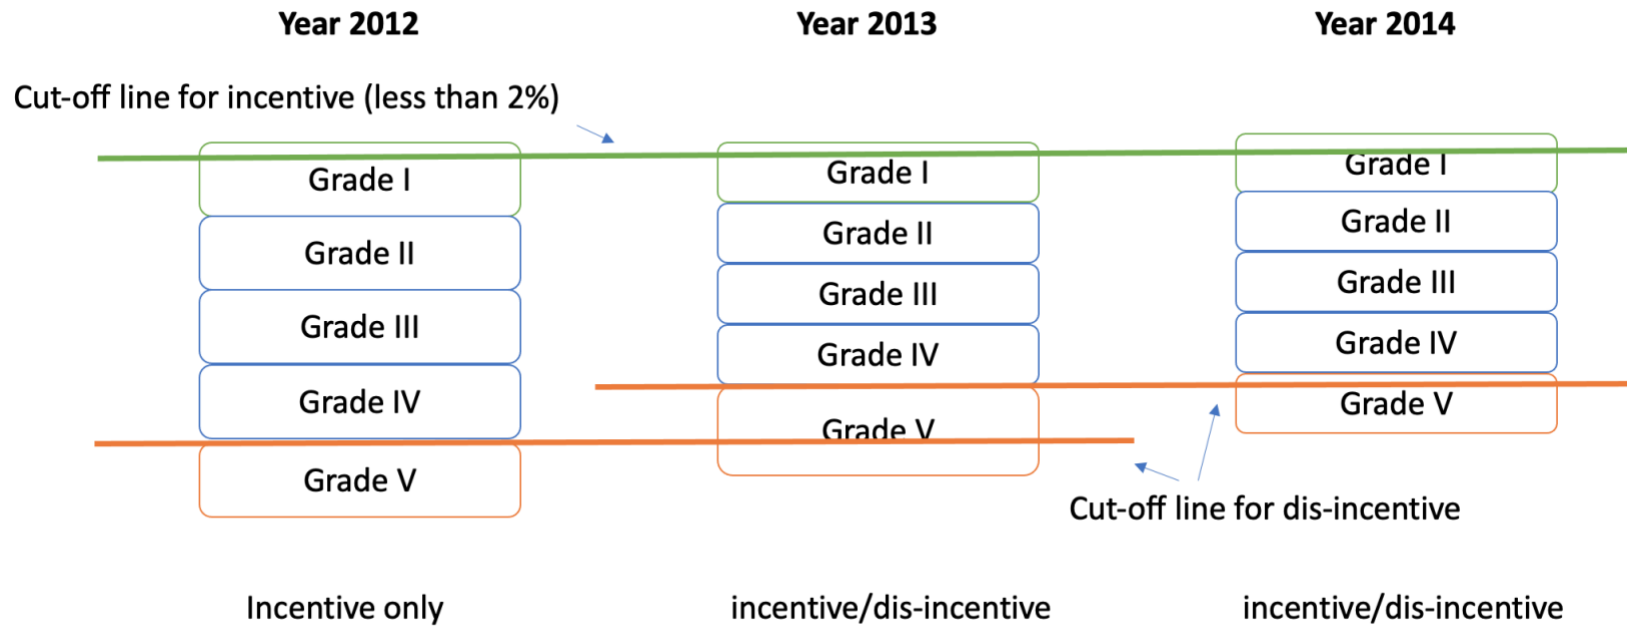 Year 2012
Year 2013
Year 2014
Cut-off line for incentive (less than 2%)
Grade I
Grade II
Grade III
Grade IV
Grade V
Grade I
Grade II
Grade III
Grade IV
Grade V
Grade I
Grade II
Grade III
Grade IV
Grade V
Cut-off line for dis-incentive
Incentive only
incentive/dis-incentive
incentive/dis-incentive